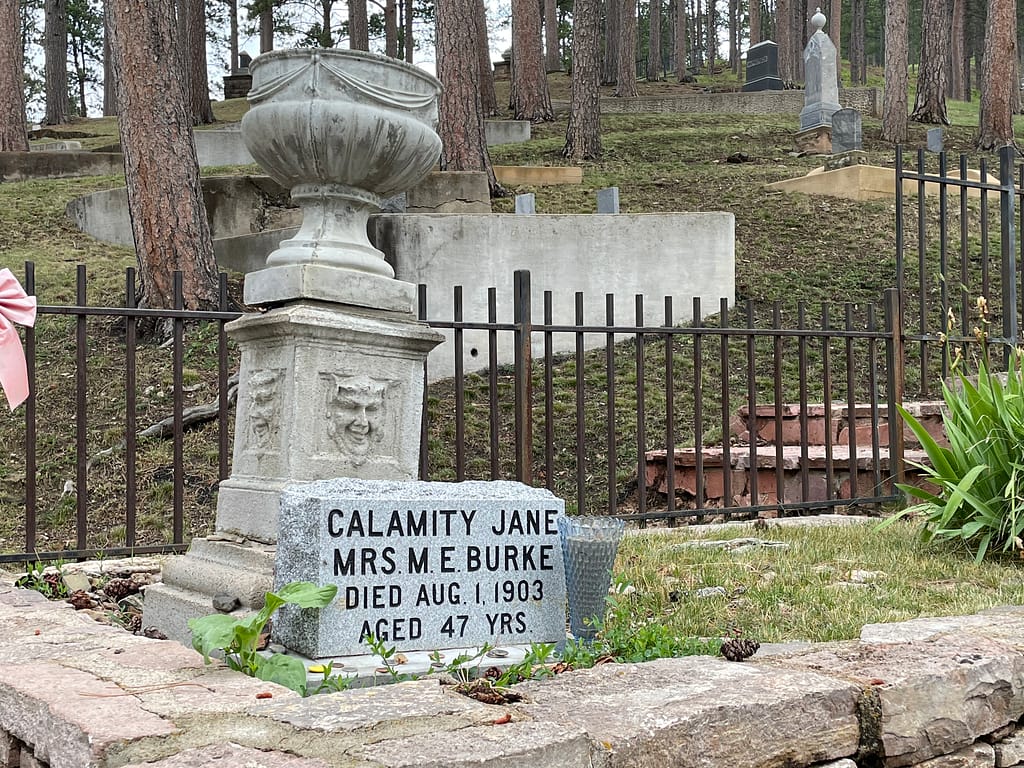 CALAMITY JANE
MRS. M. E. BURKE
DIED AUG. 1, 1903
AGED 47 YRS